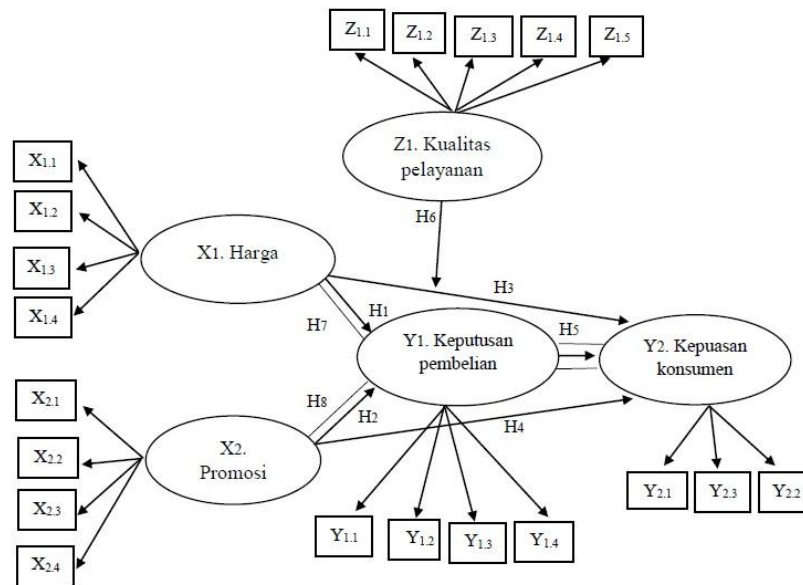 Z1.1 Z1.2 Z1.3 Z1.4 Z1.5
Z1. Kualitas
pelayanan
H6
X1.1
X1.2
X1.3
X1.4
X1. Harga
H3
H1
H7
Y1. Keputusan
pembelian
H5
Y2. Kepuasan
konsumen
X2.1
X2.2
X2.3
X2.4
X2.
Promosi
H8
H2
H4
Y1.1 Y1.2 Y1.3 Y1.4
Y2.1 Y2.3 Y2.2